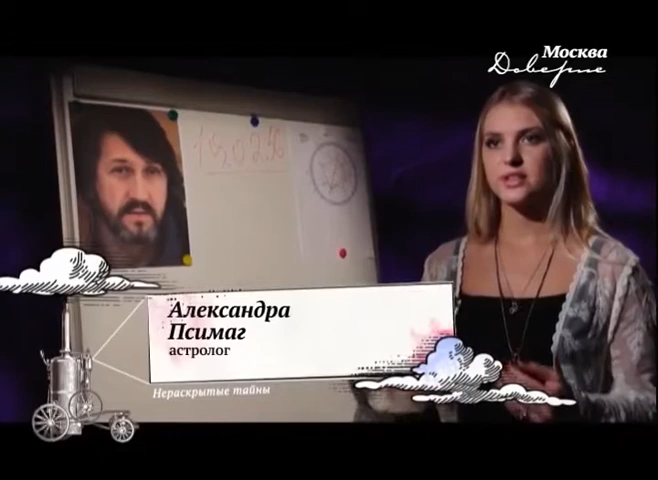 Москва
Доверие
Александра
Псимаг
астролог
Нераскрытые тайны